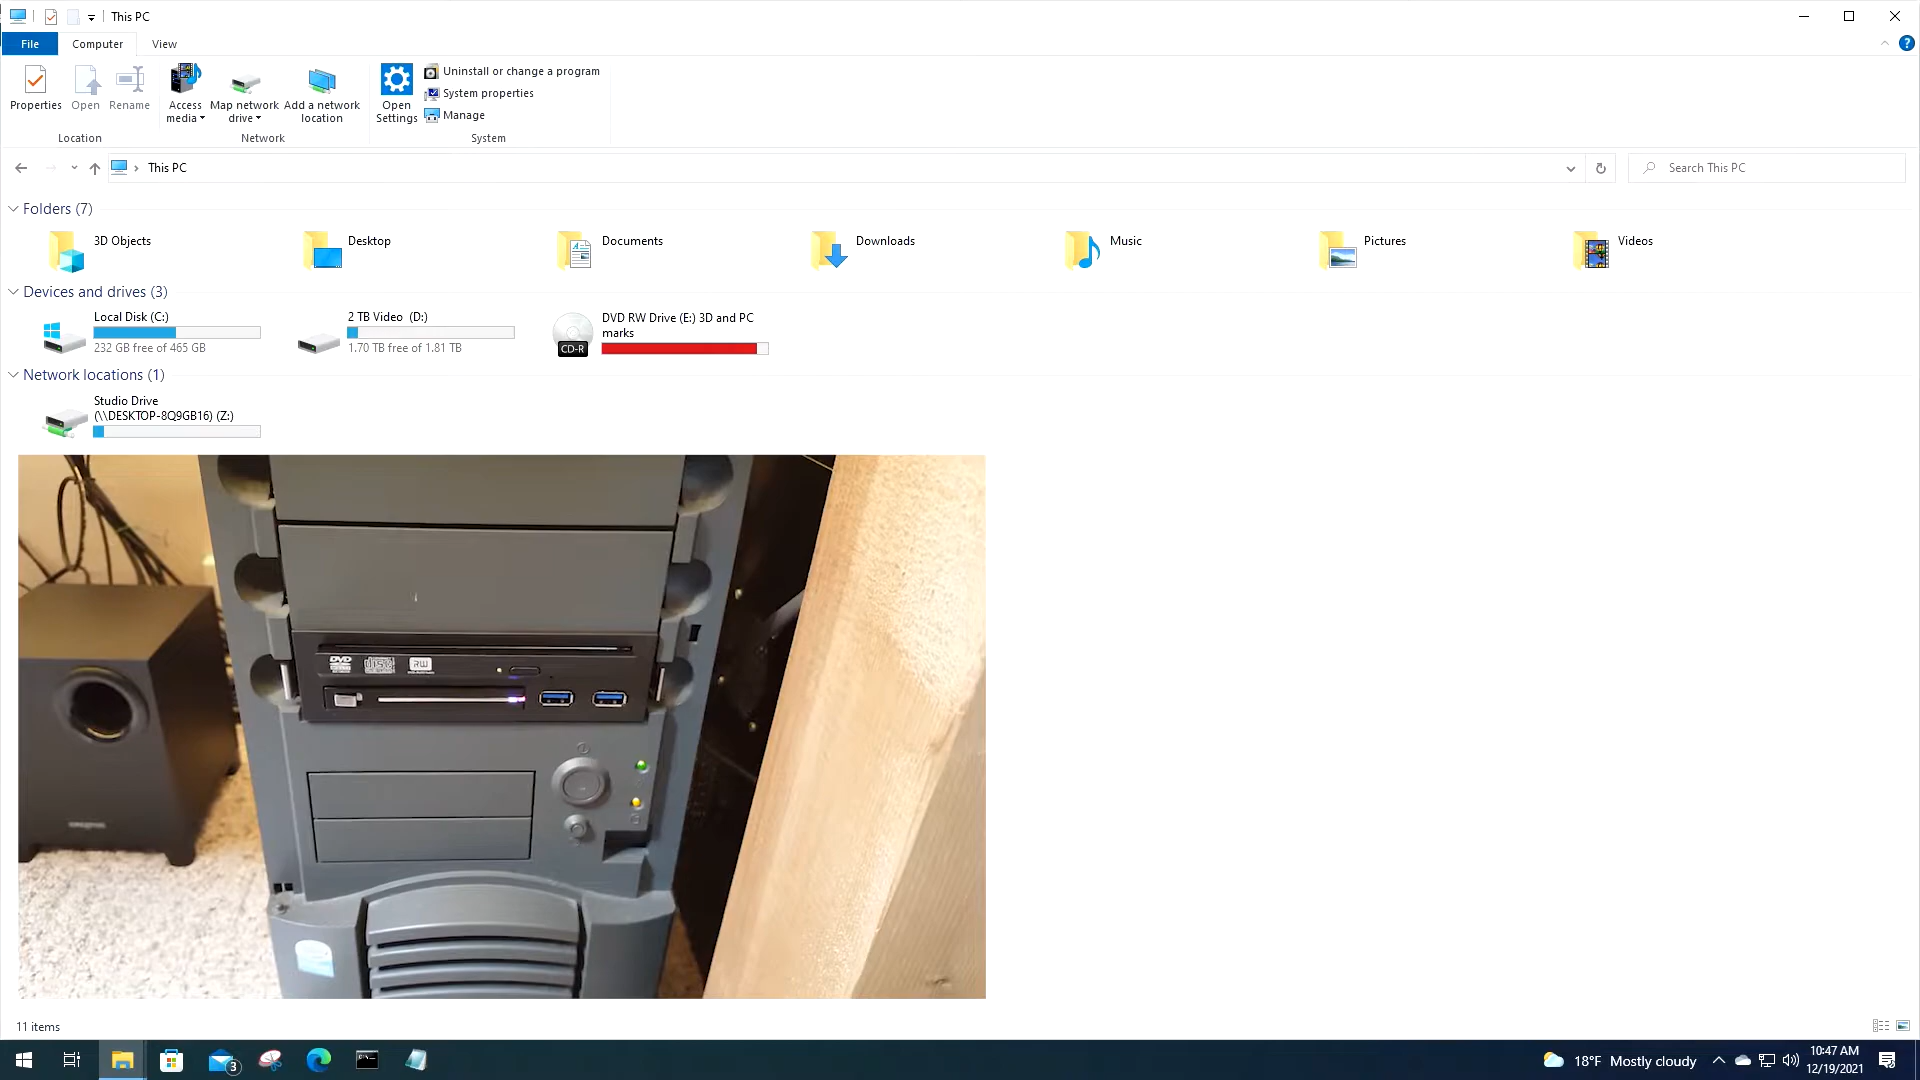 This PC
File
Computer
View
Properties
Open
Rename
Access media
Map network drive
Add a network location
Open Settings
Uninstall or change a program
System properties
Manage
Location
Network
System
This PC
Search This PC
Folders (7)
3D Objects
Desktop
Documents
Downloads
Music
Pictures
Videos
Devices and drives (3)
Local Disk (C:)
232 GB free of 465 GB
2 TB Video  (D:)
1.70 TB free of 1.81 TB
DVD RW Drive (E:) 3D and PC
marks
CD-R
Network locations (1)
Studio Drive
(\\DESKTOP-8Q9GB16) (Z:)
DVD
disc
RW
11 items
3
18°F Mostly cloudy
10:47 AM
12/19/2021